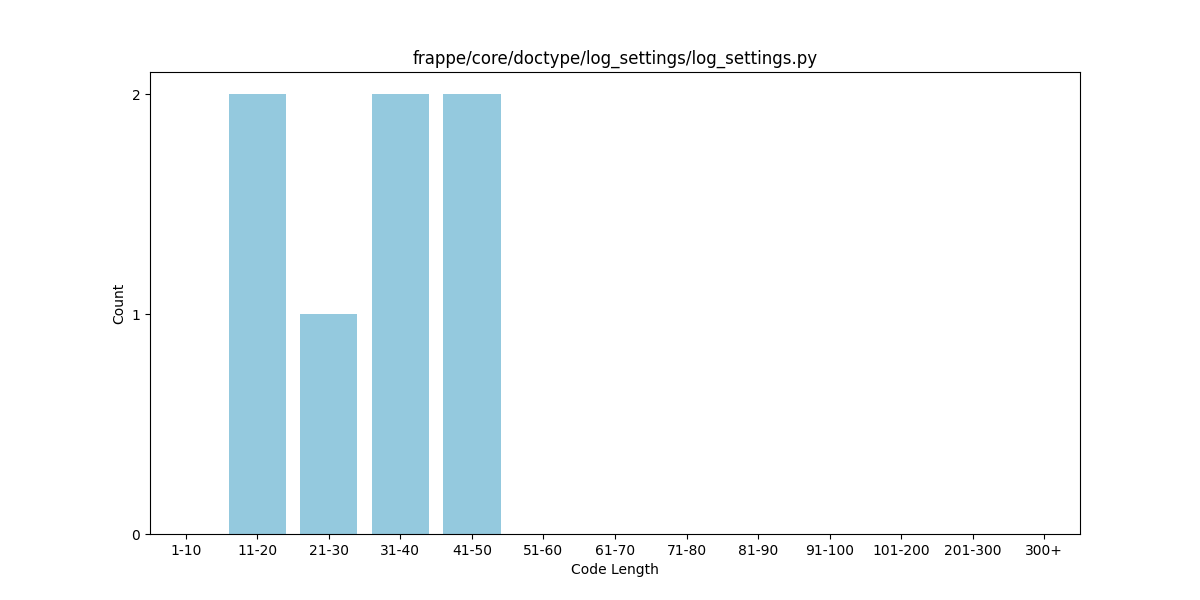 frappe/core/doctype/log_settings/log_settings.py
2
1
0
Count
1-10 11-20 21-30 31-40 41-50 51-60 61-70 71-80 81-90 91-100 101-200 201-300 300+
Code Length